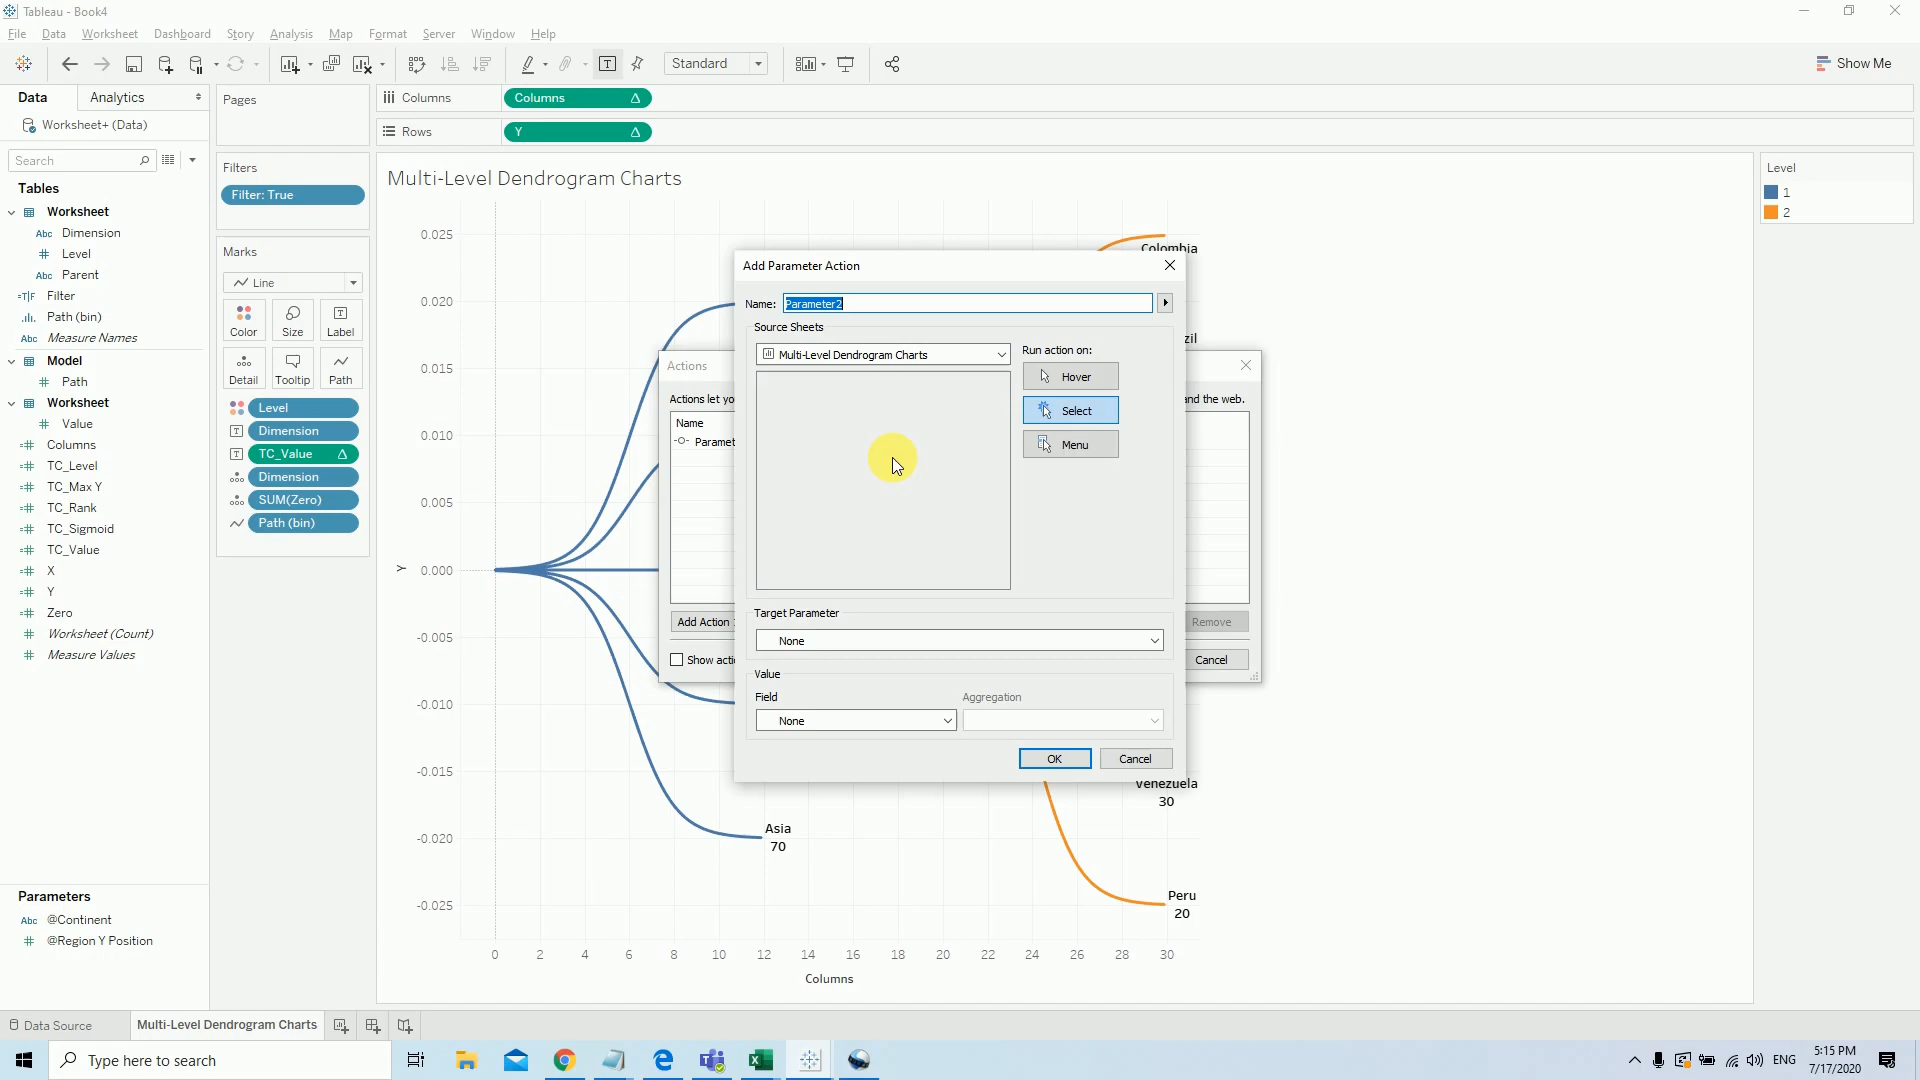 Tableau - Book4
File Data Worksheet Dashboard Story Analysis Map Format Server Window Help
Standard
Show Me
Data Analytics
Worksheet+ (Data)
Search
Tables
Worksheet
Abc Dimension
Level
Abc Parent
Filter
Path (bin)
Abc Measure Names
Model
Path
Worksheet
Value
Columns
TC_Level
TC_Max Y
TC_Rank
TC_Sigmoid
TC_Value
X
Y
Zero
Worksheet (Count)
Measure Values
Parameters
Abc @Continent
@Region Y Position
Pages
Filters
Filter: True
Marks
Line
Color Size Label
Detail Tooltip Path
Level
Dimension
TC_Value
Dimension
SUM(Zero)
Path (bin)
Columns Columns
Rows Y
Multi-Level Dendrogram Charts
0.025
0.020
0.015
0.010
0.005
0.000
-0.005
-0.010
-0.015
-0.020
-0.025
Y
0 2 4 6 8 10 12 14 16 18 20 22 24 26 28 30
Columns
Colombia
zil
Venezuela
30
Peru
20
Asia
70
Level
1
2
Actions
Actions let yo
and the web.
Name
Paramet
Add Action
Remove
Show actio
Cancel
Add Parameter Action
Name: Parameter2
Source Sheets
Multi-Level Dendrogram Charts
Run action on:
Hover
Select
Menu
Target Parameter
None
Value
Field Aggregation
None
OK Cancel
Data Source Multi-Level Dendrogram Charts
Type here to search
ENG
5:15 PM
7/17/2020